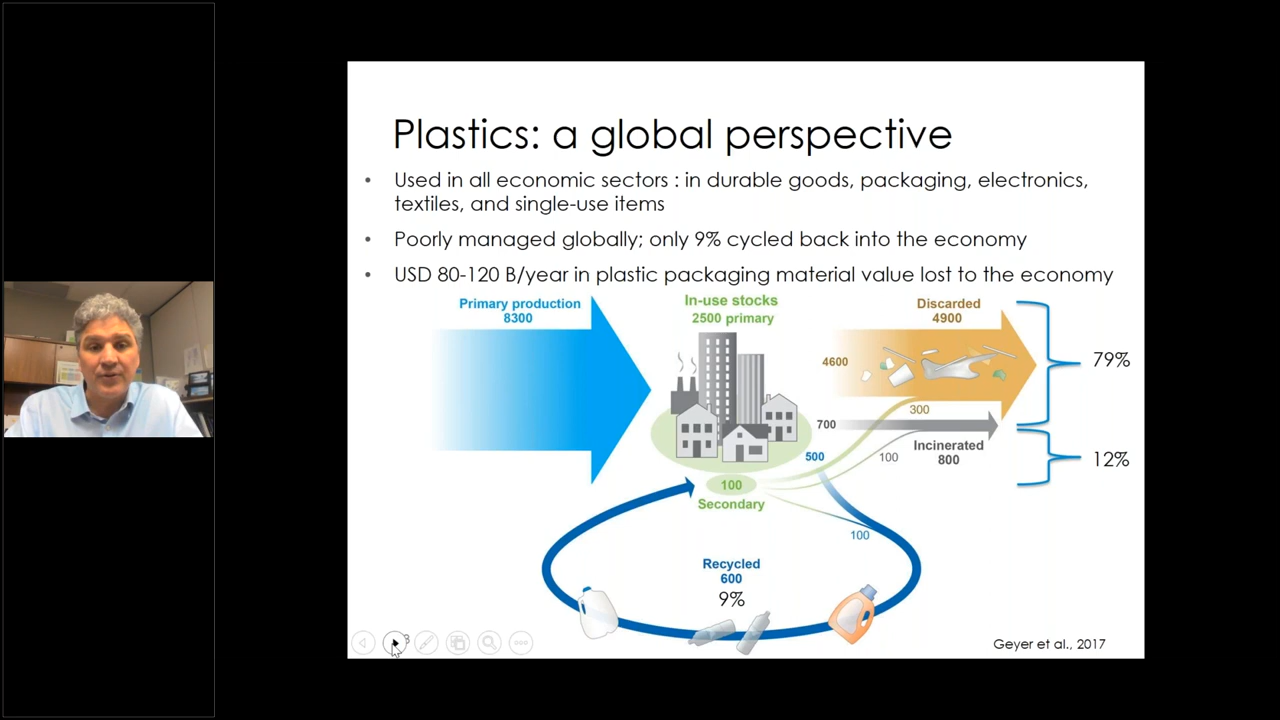 Plastics: a global perspective
• Used in all economic sectors : in durable goods, packaging, electronics,
textiles, and single-use items
• Poorly managed globally; only 9% cycled back into the economy
• USD 80-120 B/year in plastic packaging material value lost to the economy
Primary production
8300
In-use stocks
2500 primary
Discarded
4900
4600
79%
300
700
Incinerated
800
500
100
12%
100
Secondary
100
Recycled
600
9%
3
Geyer et al., 2017